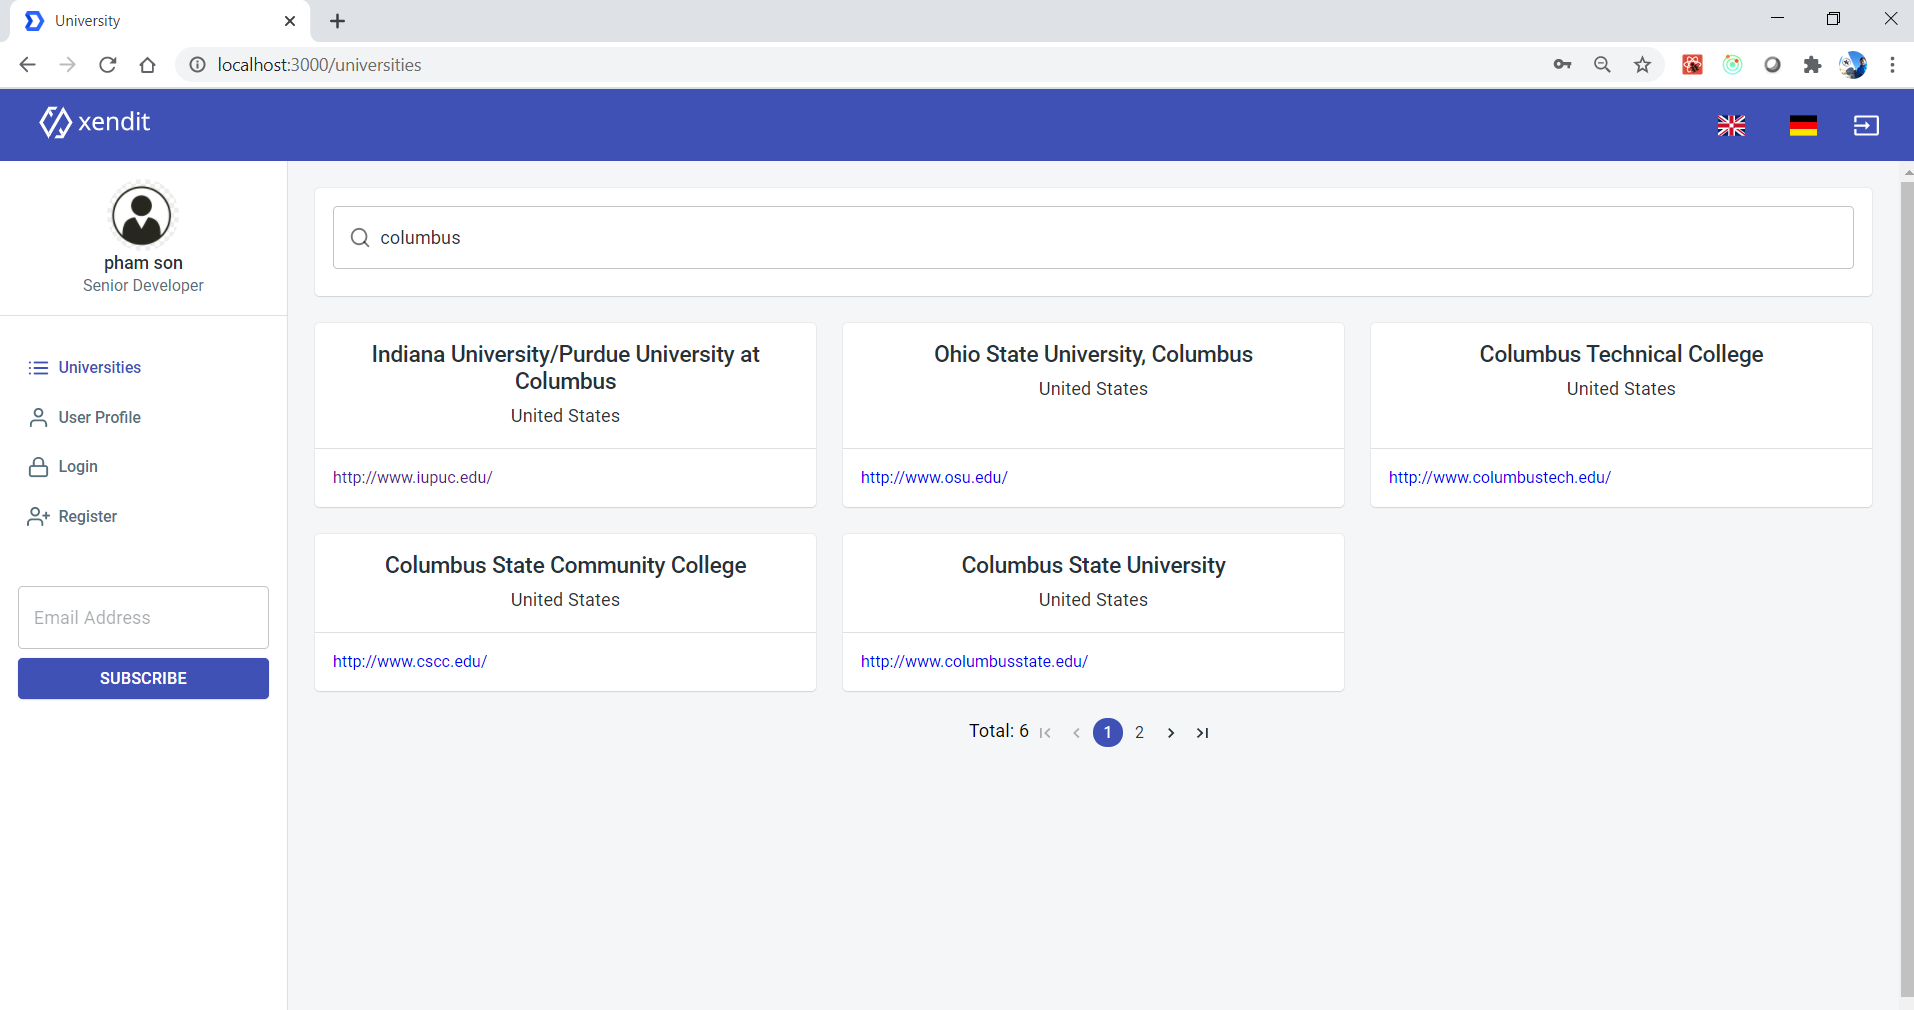 University
localhost:3000/universities
xendit
pham son
Senior Developer
Universities
User Profile
Login
Register
Email Address
SUBSCRIBE
columbus
Indiana University/Purdue University at
Columbus
United States
http://www.iupuc.edu/
Ohio State University, Columbus
United States
http://www.osu.edu/
Columbus Technical College
United States
http://www.columbustech.edu/
Columbus State Community College
United States
http://www.cscc.edu/
Columbus State University
United States
http://www.columbusstate.edu/
Total: 6 1 2